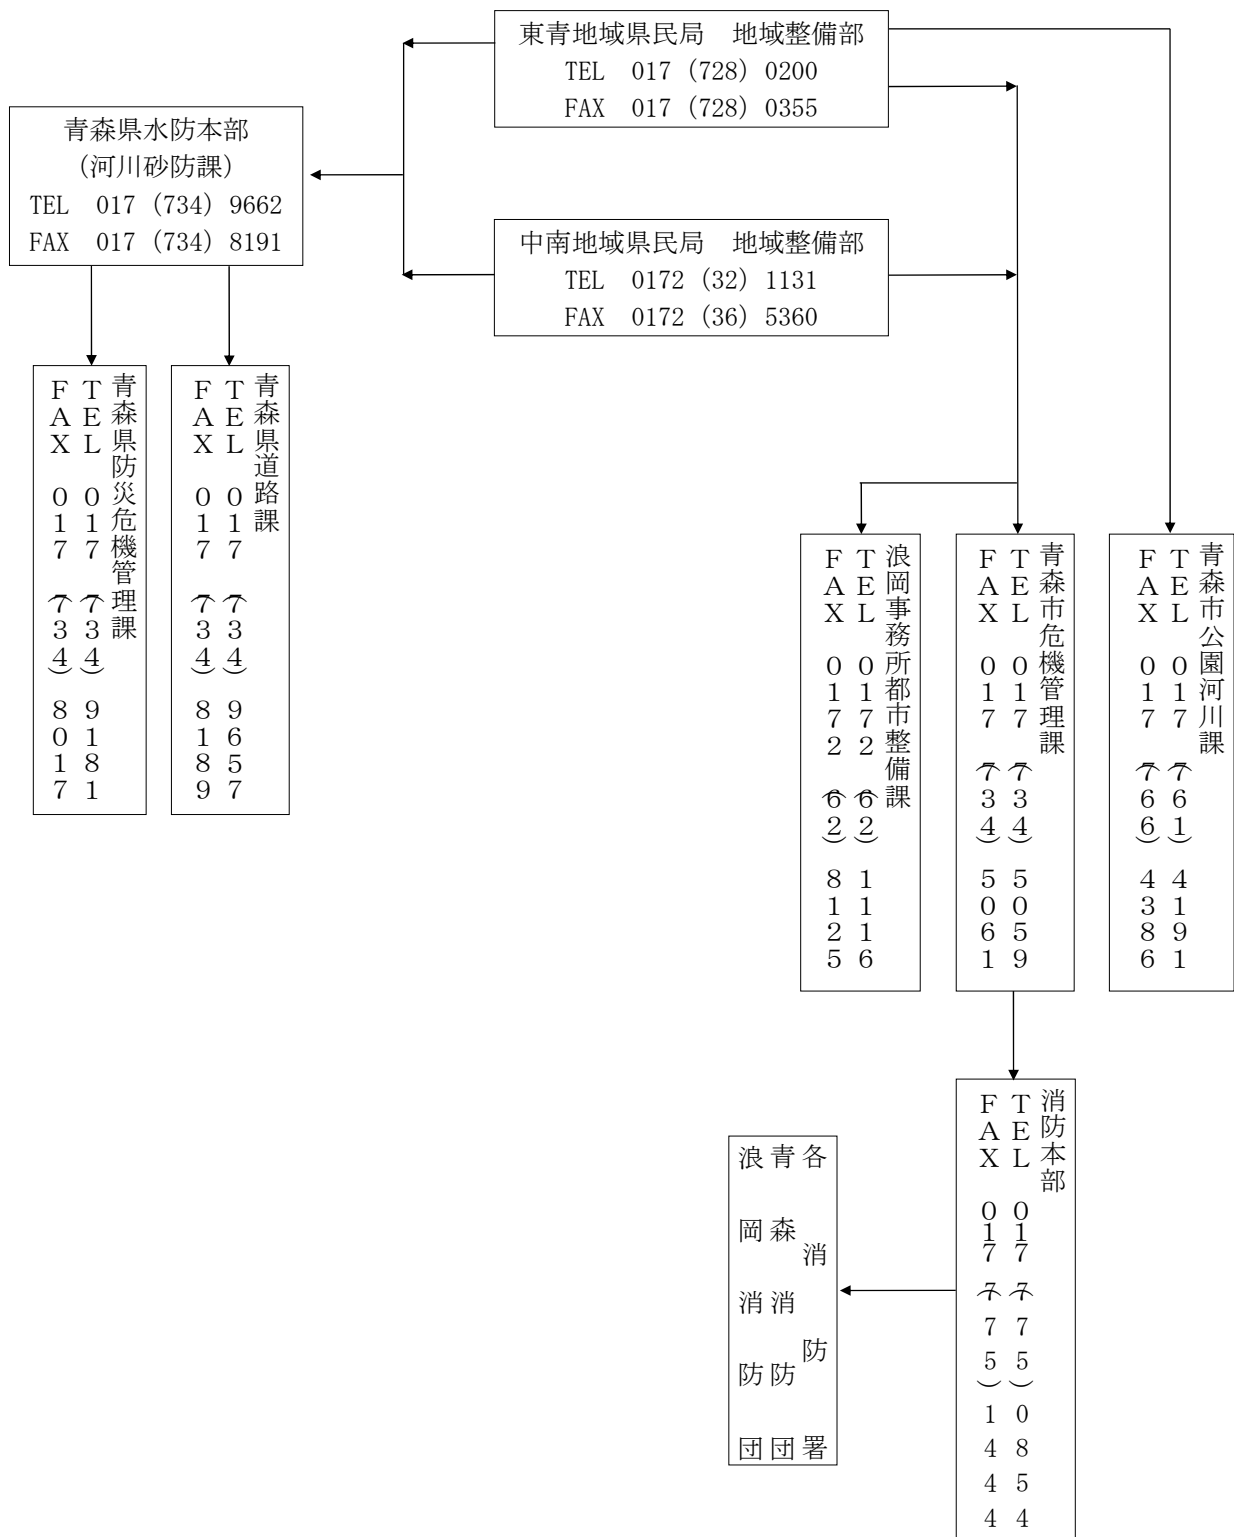 東青地域県民局　地域整備部
TEL　017（728）0200
FAX　017（728）0355
青森県水防本部
（河川砂防課）
TEL　017（734）9662
FAX　017（734）8191
中南地域県民局　地域整備部
TEL　0172（32）1131
FAX　0172（36）5360
青森県道路課
ＴＥＬ　０１７（７３４）９６５７
ＦＡＸ　０１７（７３４）８１８９
青森県防災危機管理課
ＴＥＬ　０１７（７３４）９１８１
ＦＡＸ　０１７（７３４）８０１７
青森市公園河川課
ＴＥＬ　０１７（７６１）４１９１
ＦＡＸ　０１７（７６６）４３８６
青森市危機管理課
ＴＥＬ　０１７（７３４）５０５９
ＦＡＸ　０１７（７３４）５０６１
浪岡事務所都市整備課
ＴＥＬ　０１７２（６２）１１１６
ＦＡＸ　０１７２（６２）８１２５
消防本部
ＴＥＬ　０１７（７７５）０８５４
ＦＡＸ　０１７（７７５）１４４４
各消防署
青森消防団
浪岡消防団